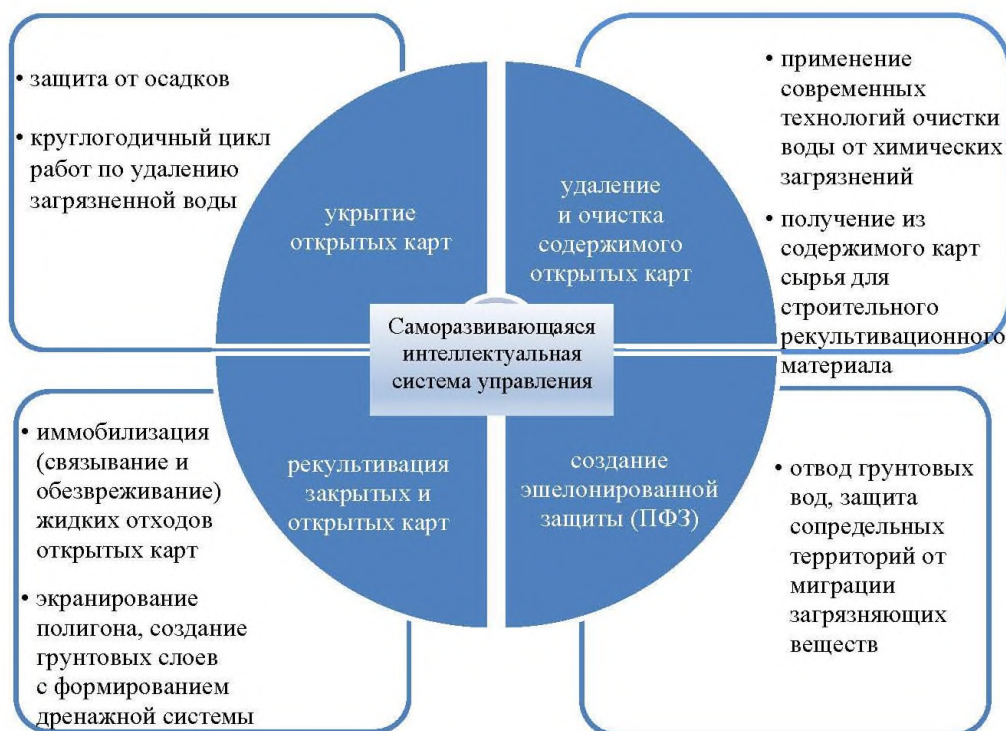 • защита от осадков
• круглогодичный цикл
работ по удалению
загрязненной воды
укрытие
открытых карт
удаление
и очистка
содержимого
открытых карт
• применение
современных
технологий очистки
воды от химических
загрязнений
• получение из
содержимого карт
сырья для
строительного
рекультивационного
материала
Саморазвивающаяся
интеллектуальная
система управления
• иммобилизация
(связывание и
обезвреживание)
жидких отходов
открытых карт
• экранирование
полигона, создание
грунтовых слоев
с формированием
дренажной системы
рекультивация
закрытых и
открытых карт
создание
эшелонированной
защиты (ПФЗ)
• отвод грунтовых
вод, защита
сопредельных
территорий от
миграции
загрязняющих
веществ